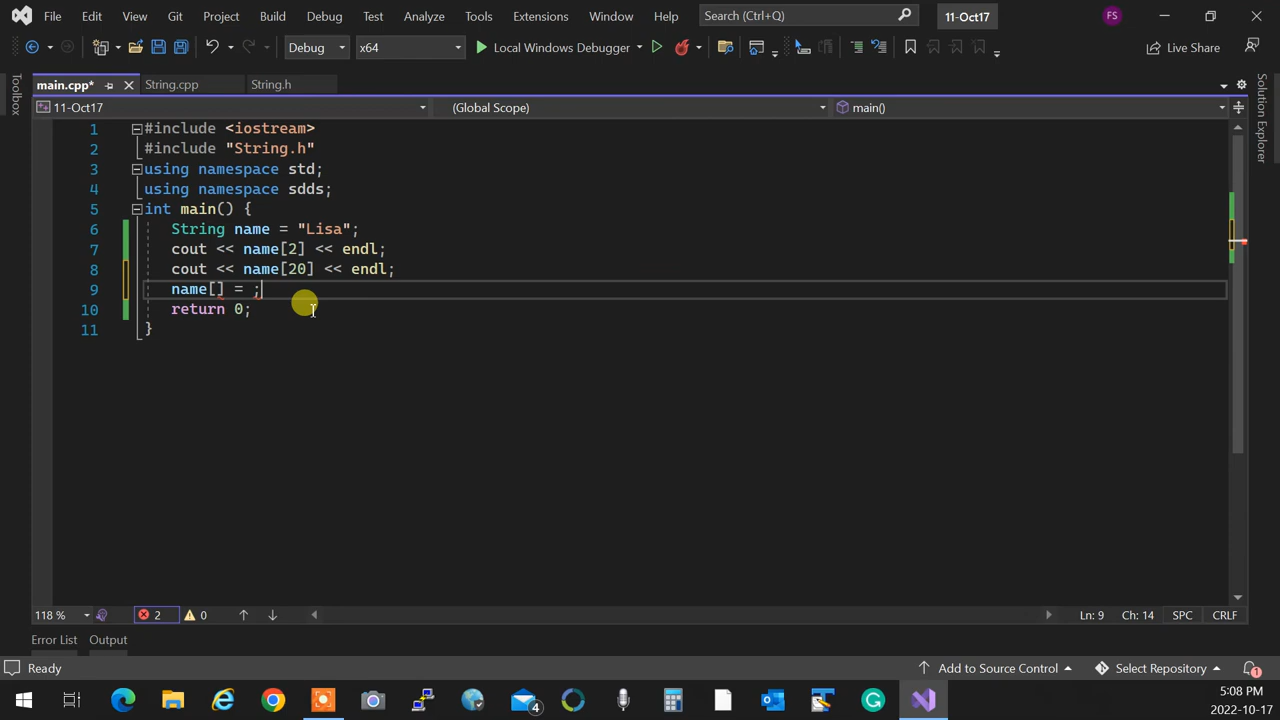 File Edit View Git Project Build Debug Test Analyze Tools Extensions Window Help Search (Ctrl+Q) 11-Oct17 FS
Debug x64 Local Windows Debugger Live Share
Toolbox
main.cpp* String.cpp String.h
Solution Explorer
11-Oct17 (Global Scope) main()
1 #include <iostream>
2 #include "String.h"
3 using namespace std;
4 using namespace sdds;
5 int main() {
6 String name = "Lisa";
7 cout << name[2] << endl;
8 cout << name[20] << endl;
9 name[] = ;
10 return 0;
11 }
118 % 2 0 Ln: 9 Ch: 14 SPC CRLF
Error List Output
Ready Add to Source Control Select Repository 1
4 5:08 PM
2022-10-17